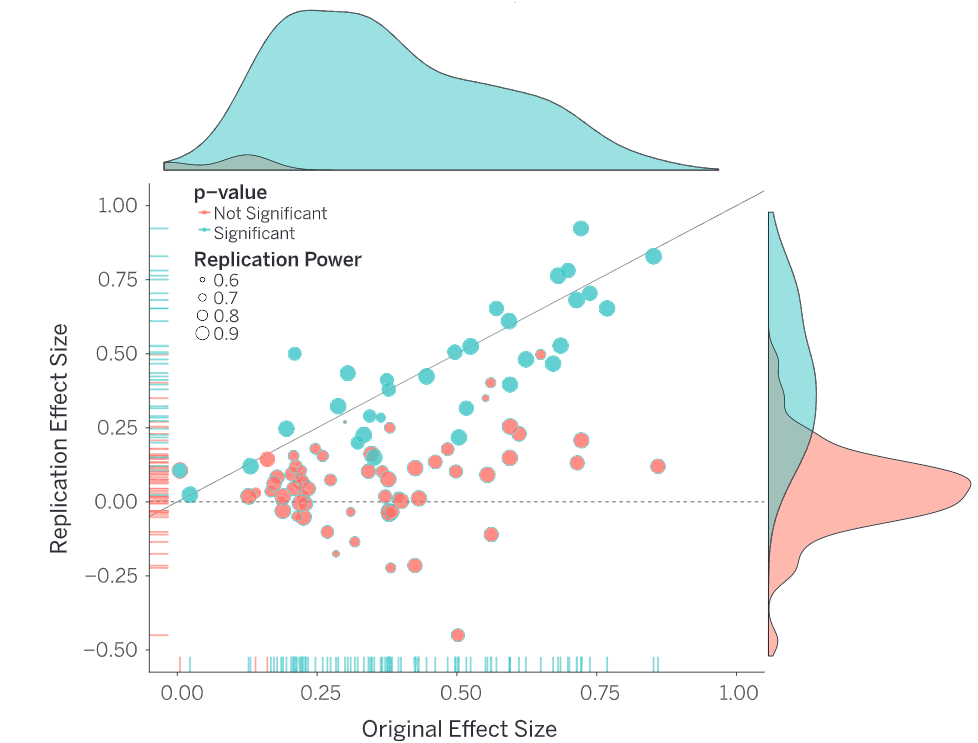 p−value
Not Significant
Significant
Replication Power
0.6
0.7
0.8
0.9
Replication Effect Size
1.00
0.75
0.50
0.25
0.00
−0.25
−0.50
0.00 0.25 0.50 0.75 1.00
Original Effect Size